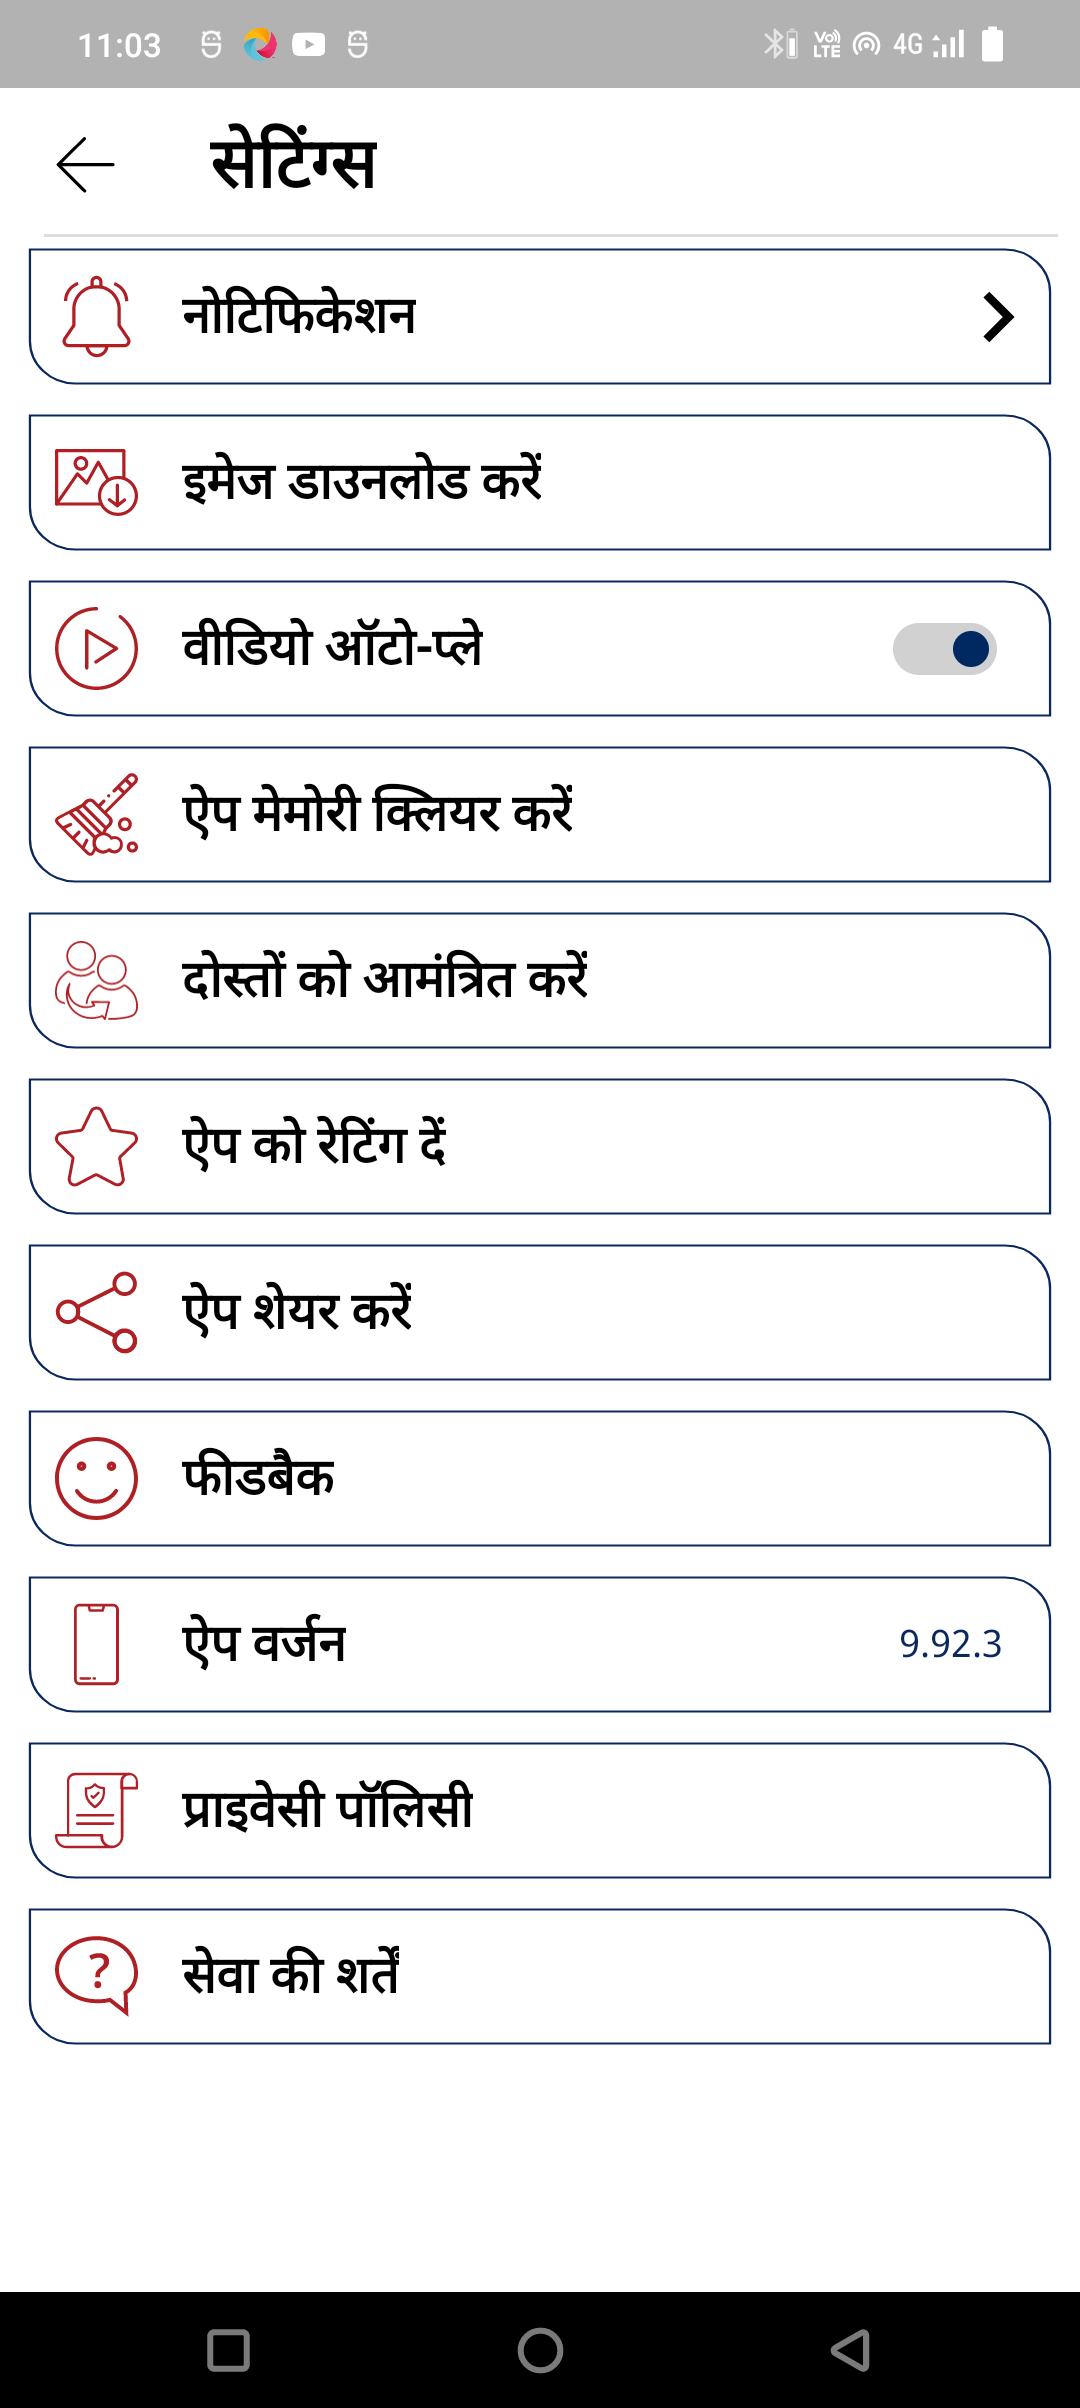 11:03 4G
सेटिंग्स
नोटिफिकेशन
इमेज डाउनलोड करें
वीडियो ऑटो-प्ले
ऐप मेमोरी क्लियर करें
दोस्तों को आमंत्रित करें
ऐप को रेटिंग दें
ऐप शेयर करें
फीडबैक
ऐप वर्जन 9.92.3
प्राइवेसी पॉलिसी
सेवा की शर्तें